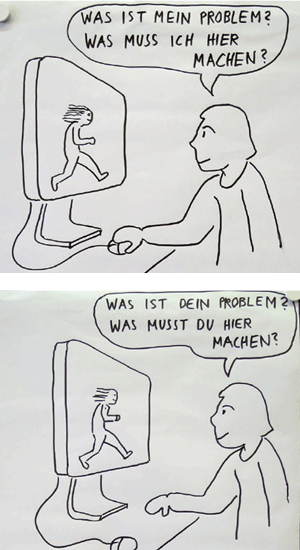 WAS IST MEIN PROBLEM?
WAS MUSS ICH HIER
MACHEN?
WAS IST DEIN PROBLEM?
WAS MUSST DU HIER
MACHEN?